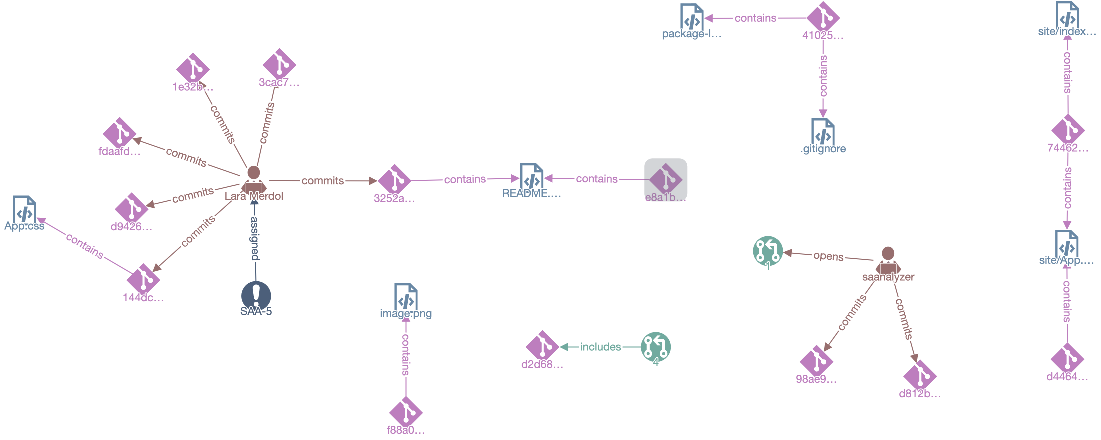 package-l...
contains
41025...
contains
.gitignore
site/index...
contains
74462...
contains
site/App....
contains
d4464...
1e32b...
3cac7...
commits
commits
fdaafd...
commits
Lara Merdol
commits
3252a...
contains
README....
contains
e8a1b...
commits
d9426...
commits
App.css
contains
144dc...
assigned
SAA-5
image.png
contains
f88a0...
d2d68...
includes
4
1
opens
saanalyzer
commits
commits
98ae9...
d812b...